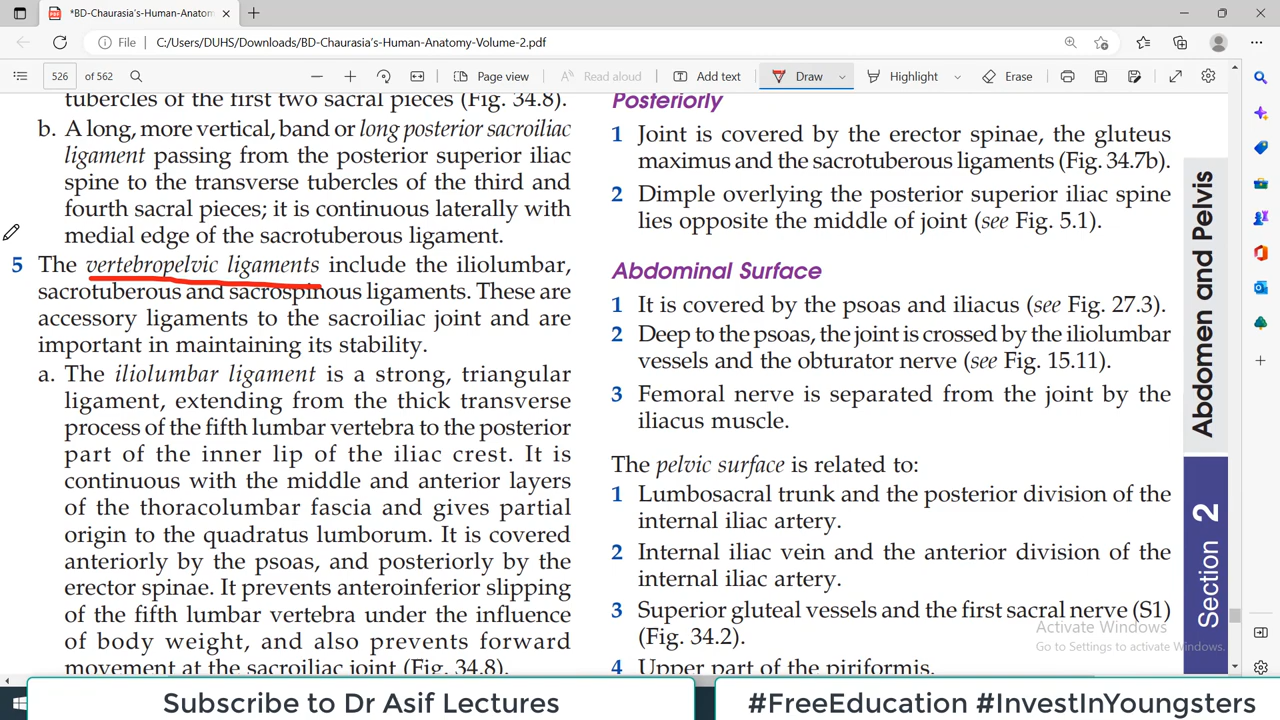 *BD-Chaurasia's-Human-Anatom
File
C:/Users/DUHS/Downloads/BD-Chaurasia's-Human-Anatomy-Volume-2.pdf
526 of 562
Page view
Read aloud
Add text
Draw
Highlight
Erase
tubercles of the first two sacral pieces (Fig. 34.8).
b. A long, more vertical, band or long posterior sacroiliac
ligament passing from the posterior superior iliac
spine to the transverse tubercles of the third and
fourth sacral pieces; it is continuous laterally with
medial edge of the sacrotuberous ligament.
5 The vertebropelvic ligaments include the iliolumbar,
sacrotuberous and sacrospinous ligaments. These are
accessory ligaments to the sacroiliac joint and are
important in maintaining its stability.
a. The iliolumbar ligament is a strong, triangular
ligament, extending from the thick transverse
process of the fifth lumbar vertebra to the posterior
part of the inner lip of the iliac crest. It is
continuous with the middle and anterior layers
of the thoracolumbar fascia and gives partial
origin to the quadratus lumborum. It is covered
anteriorly by the psoas, and posteriorly by the
erector spinae. It prevents anteroinferior slipping
of the fifth lumbar vertebra under the influence
of body weight, and also prevents forward
movement at the sacroiliac joint (Fig. 34.8).
Posteriorly
1 Joint is covered by the erector spinae, the gluteus
maximus and the sacrotuberous ligaments (Fig. 34.7b).
2 Dimple overlying the posterior superior iliac spine
lies opposite the middle of joint (see Fig. 5.1).
Abdominal Surface
1 It is covered by the psoas and iliacus (see Fig. 27.3).
2 Deep to the psoas, the joint is crossed by the iliolumbar
vessels and the obturator nerve (see Fig. 15.11).
3 Femoral nerve is separated from the joint by the
iliacus muscle.
The pelvic surface is related to:
1 Lumbosacral trunk and the posterior division of the
internal iliac artery.
2 Internal iliac vein and the anterior division of the
internal iliac artery.
3 Superior gluteal vessels and the first sacral nerve (S1)
(Fig. 34.2).
4 Upper part of the piriformis.
Abdomen and Pelvis
Section 2
Activate Windows
Go to Settings to activate Windows.
Subscribe to Dr Asif Lectures
#FreeEducation #InvestInYoungsters